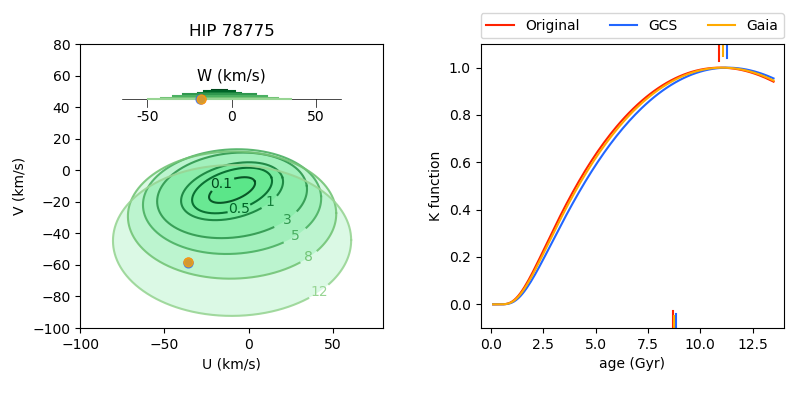 HIP 78775
80
60
40
20
0
−20
−40
−60
−80
−100
V (km/s)
W (km/s)
-50 0 50
0.1
0.5
1
3
5
8
12
−100 −50 0 50
U (km/s)
Original GCS Gaia
1.0
0.8
0.6
0.4
0.2
0.0
K function
0.0 2.5 5.0 7.5 10.0 12.5
age (Gyr)